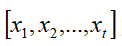 [x₁, x₂, ..., xₜ]